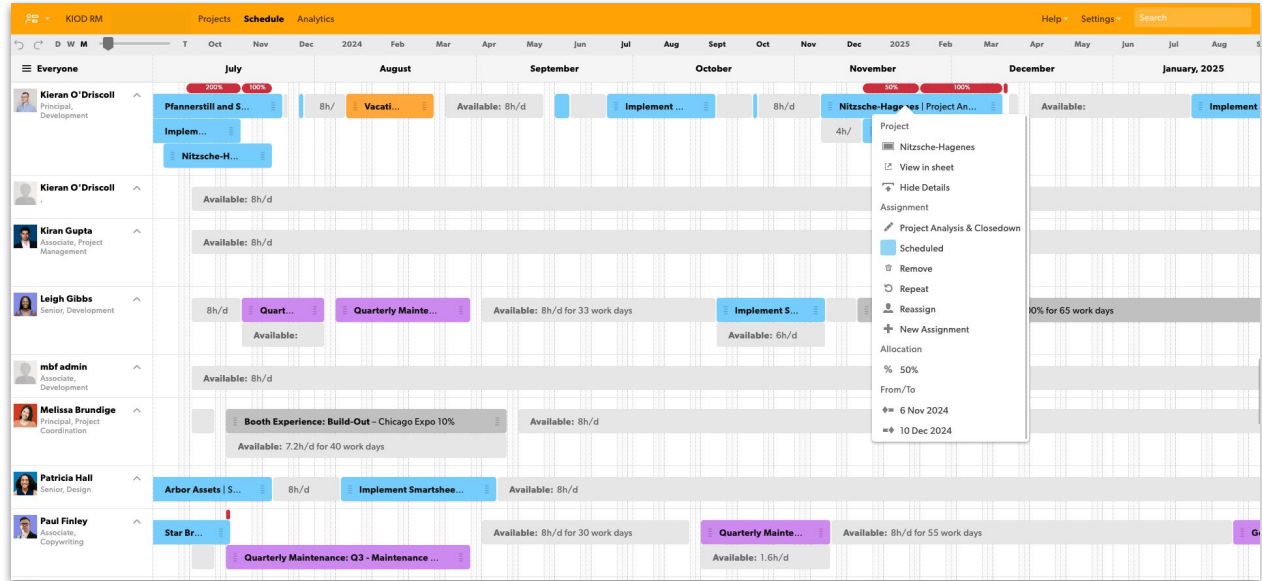 KIOD RM Projects Schedule Analytics Help Settings Search
D W M T Oct Nov Dec 2024 Feb Mar Apr May Jun Jul Aug Sept Oct Nov Dec 2025 Feb Mar Apr May Jun Jul Aug
Everyone July August September October November December January, 2025
200% 100% 50% 100%
Kieran O'Driscoll
Principal,
Development
Pfannerstill and S... 8h/ Vacati... Available: 8h/d Implement ... 8h/d Nitzsche-Hagenes | Project An... Available: Implement
Implem... 4h/
Nitzsche-H...
Project
Nitzsche-Hagenes
View in sheet
Hide Details
Assignment
Project Analysis & Closedown
Scheduled
Remove
Repeat
Reassign
New Assignment
Allocation
% 50%
From/To
6 Nov 2024
10 Dec 2024
Kieran O'Driscoll
,
Available: 8h/d
Kiran Gupta
Associate, Project
Management
Available: 8h/d
Leigh Gibbs
Senior, Development
8h/d Quart... Quarterly Mainte... Available: 8h/d for 33 work days Implement S... 0% for 65 work days
Available: Available: 6h/d
mbf admin
Associate,
Development
Available: 8h/d
Melissa Brundige
Principal, Project
Coordination
Booth Experience: Build-Out – Chicago Expo 10% Available: 8h/d
Available: 7.2h/d for 40 work days
Patricia Hall
Senior, Design
Arbor Assets | S... 8h/d Implement Smartshee... Available: 8h/d
Paul Finley
Associate,
Copywriting
Star Br... Available: 8h/d for 30 work days Quarterly Mainte... Available: 8h/d for 55 work days
Quarterly Maintenance: Q3 - Maintenance ... Available: 1.6h/d